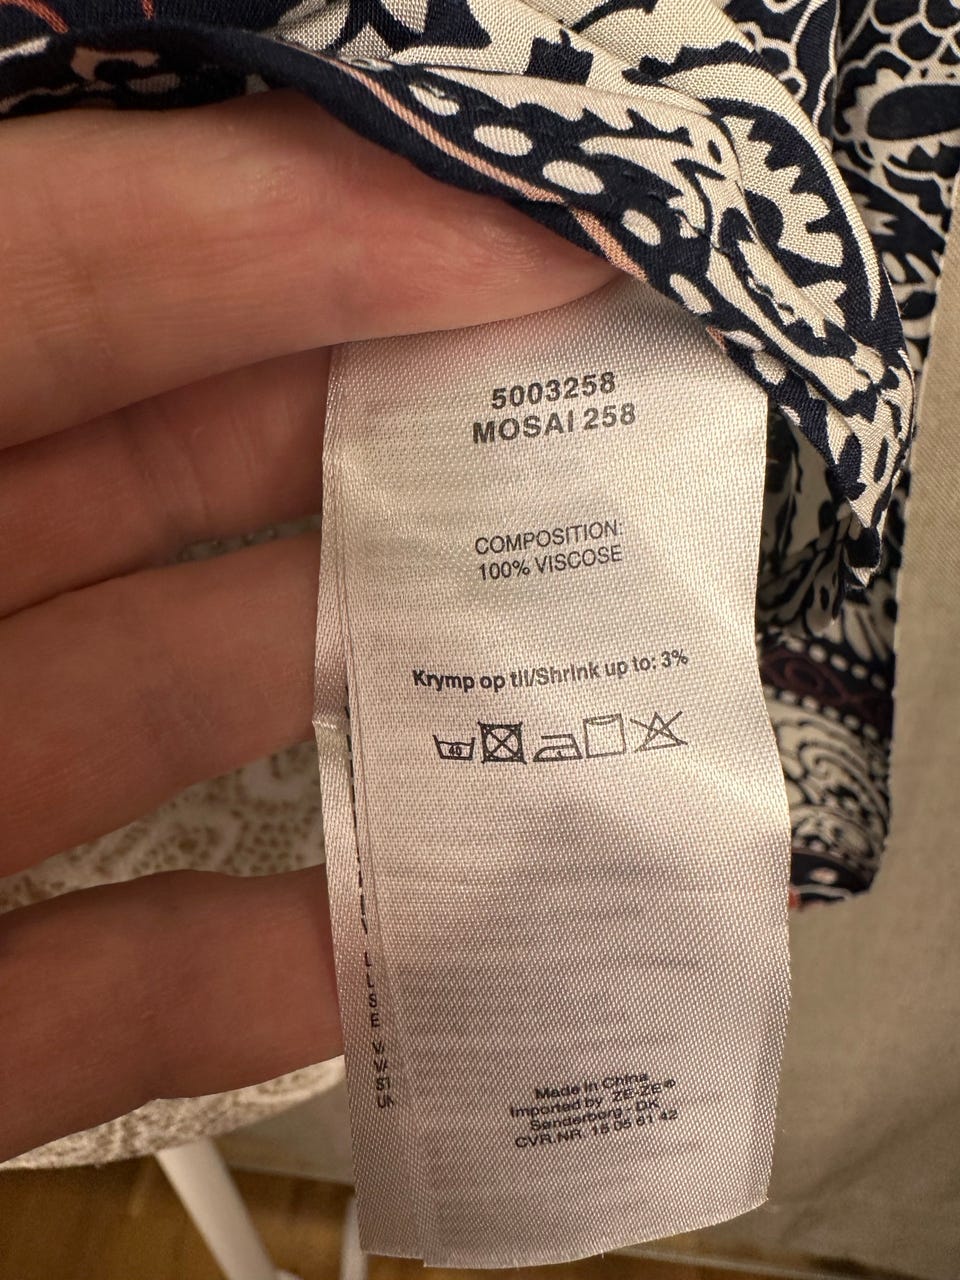 5003258
MOSAI 258
COMPOSITION:
100% VISCOSE
Krymp op til/Shrink up to: 3%
40
Made in China
Imported by ZE-ZE®
Sønderborg - DK
CVR.NR. 18 05 61 42